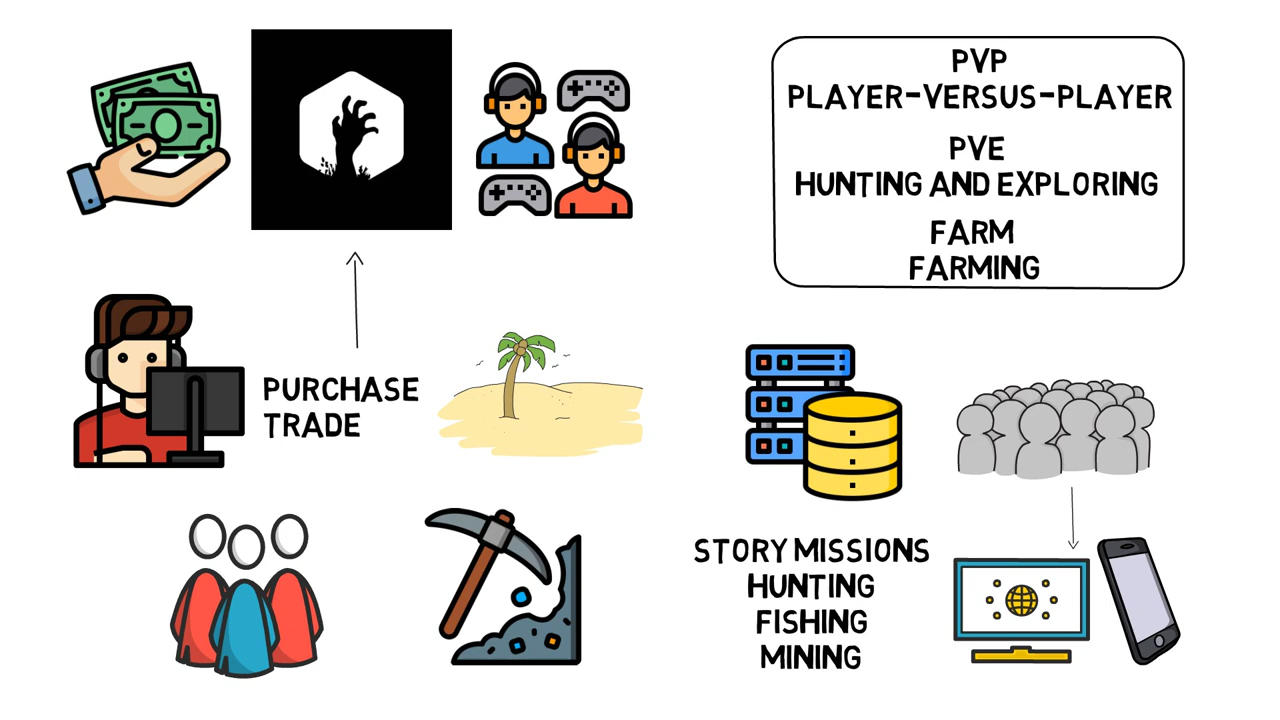 PVP
PLAYER-VERSUS-PLAYER
PVE
HUNTING AND EXPLORING
FARM
FARMING
PURCHASE
TRADE
STORY MISSIONS
HUNTING
FISHING
MINING